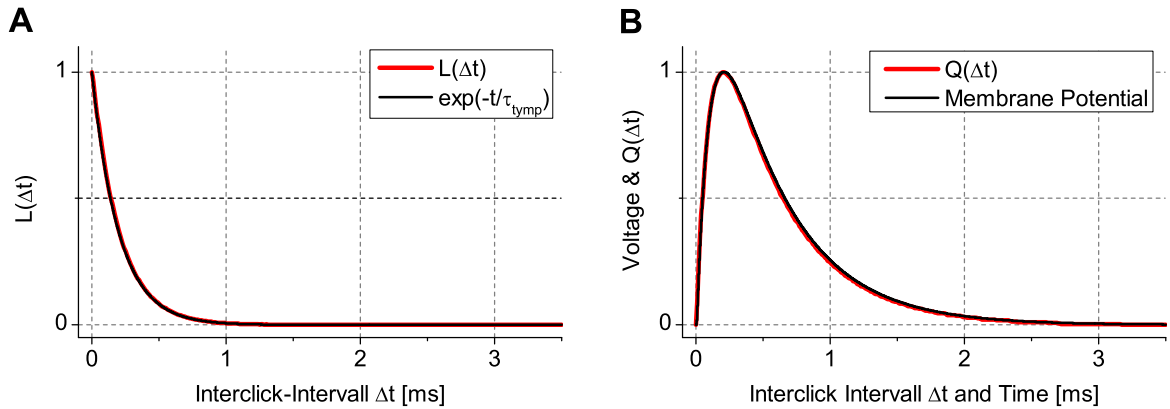 A
L(Δt)
1
0
L(Δt)
exp(-t/τtymp)
0 1 2 3
Interclick-Intervall Δt [ms]
B
Voltage & Q(Δt)
1
0
Q(Δt)
Membrane Potential
0 1 2 3
Interclick Intervall Δt and Time [ms]